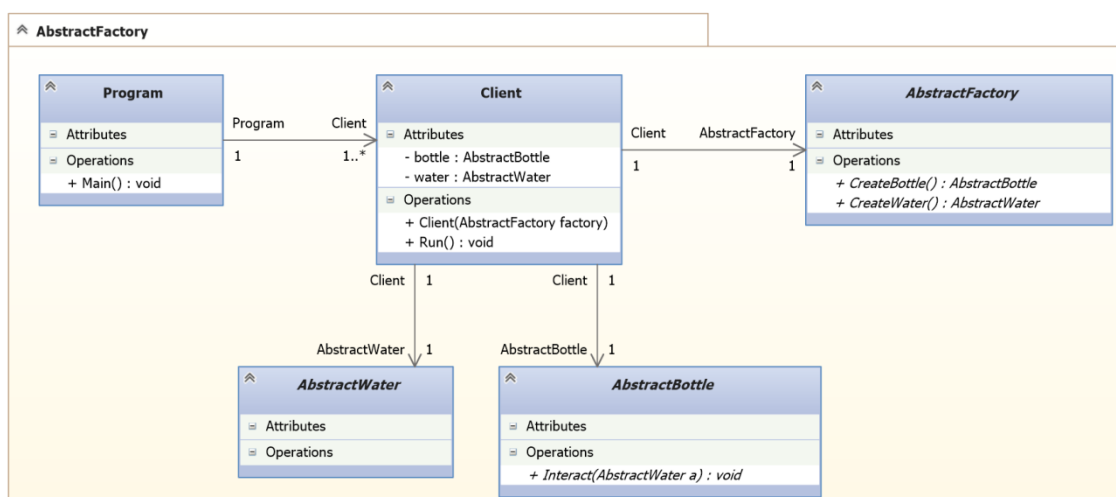 AbstractFactory
Program
Attributes
Operations
+ Main() : void
Program
1
Client
1..*
Client
Attributes
- bottle : AbstractBottle
- water : AbstractWater
Operations
+ Client(AbstractFactory factory)
+ Run() : void
Client
1
AbstractFactory
1
AbstractFactory
Attributes
Operations
+ CreateBottle() : AbstractBottle
+ CreateWater() : AbstractWater
Client
1
AbstractWater
1
Client
1
AbstractBottle
1
AbstractWater
Attributes
Operations
AbstractBottle
Attributes
Operations
+ Interact(AbstractWater a) : void